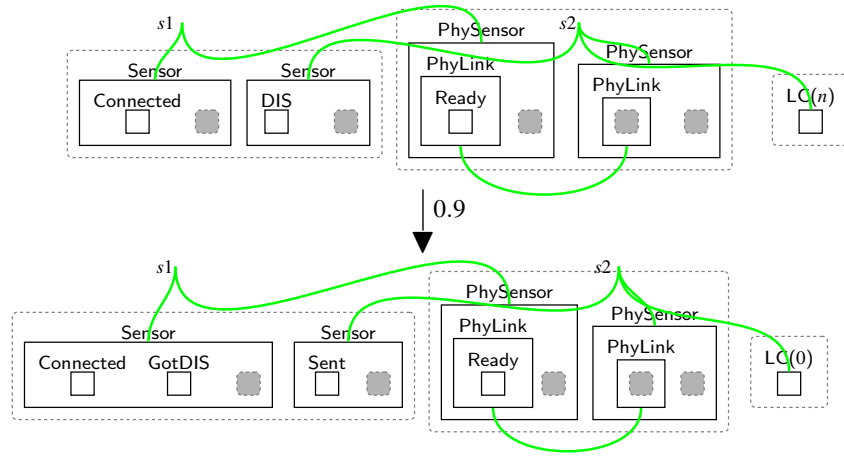 s1
s2
PhySensor
PhySensor
Sensor
Sensor
PhyLink
PhyLink
Connected
DIS
Ready
LC(n)
0.9
s1
s2
PhySensor
PhySensor
Sensor
Sensor
PhyLink
PhyLink
Connected
GotDIS
Sent
Ready
LC(0)